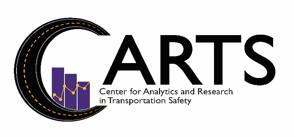 CARTS
Center for Analytics and Research
in Transportation Safety